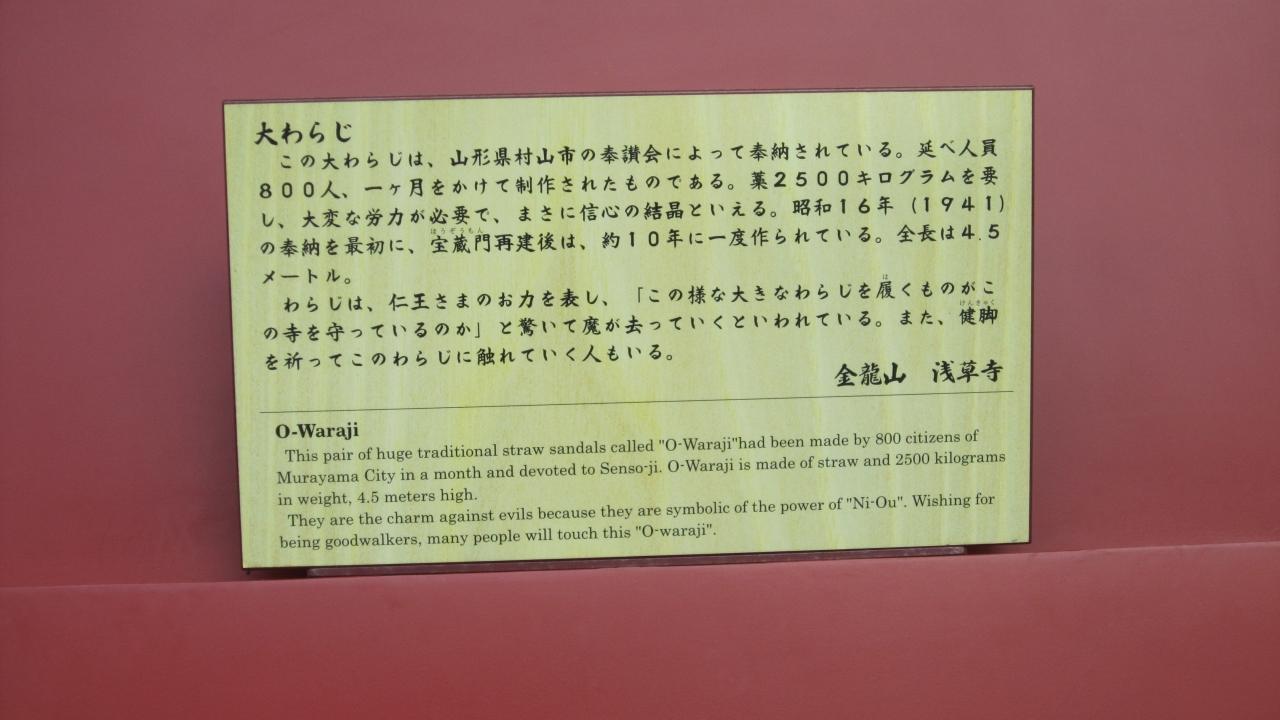 大わらじ
この大わらじは、山形県村山市の奉讃会によって奉納されている。延べ人員
800人、一ヶ月をかけて制作されたものである。藁2500キログラムを要
し、大変な労力が必要で、まさに信心の結晶といえる。昭和16年(1941)
ほうぞうもん
の奉納を最初に、宝蔵門再建後は、約10年に一度作られている。全長は4.5
メートル。
は
わらじは、仁王さまのお力を表し、「この様な大きなわらじを履くものがこ
けんきゃく
の寺を守っているのか」と驚いて魔が去っていくといわれている。また、健脚
を祈ってこのわらじに触れていく人もいる。
金龍山 浅草寺
O-Waraji
This pair of huge traditional straw sandals called "O-Waraji"had been made by 800 citizens of
Murayama City in a month and devoted to Senso-ji. O-Waraji is made of straw and 2500 kilograms
in weight, 4.5 meters high.
They are the charm against evils because they are symbolic of the power of "Ni-Ou". Wishing for
being goodwalkers, many people will touch this "O-waraji".